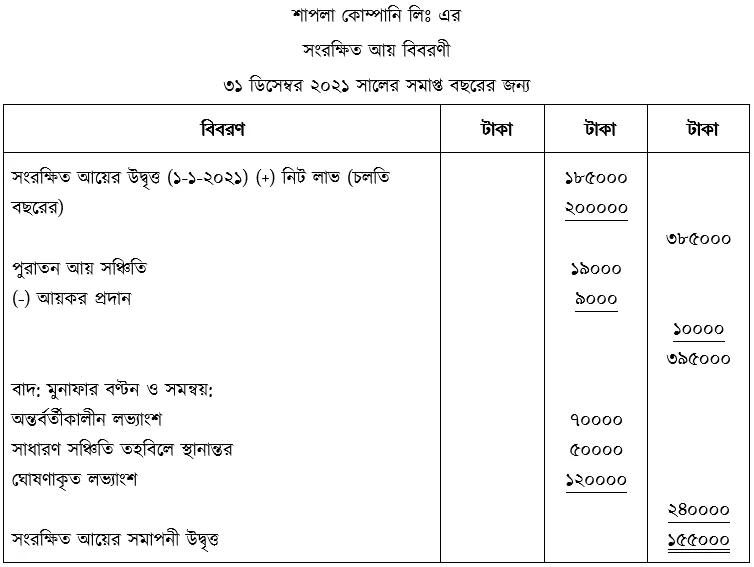 শাপলা কোম্পানি লিঃ এর
সংরক্ষিত আয় বিবরণী
৩১ ডিসেম্বর ২০২১ সালের সমাপ্ত বছরের জন্য
বিবরণ টাকা টাকা টাকা
সংরক্ষিত আয়ের উদ্বৃত্ত (১-১-২০২১) (+) নিট লাভ (চলতি ১৮৫০০০
বছরের) ২০০০০০
৩৮৫০০০
পুরাতন আয় সঞ্চিতি ১৯০০০
(-) আয়কর প্রদান ৯০০০
১০০০০
৩৯৫০০০
বাদ: মুনাফার বণ্টন ও সমন্বয়:
অন্তর্বর্তীকালীন লভ্যাংশ ৭০০০০
সাধারণ সঞ্চিতি তহবিলে স্থানান্তর ৫০০০০
ঘোষণাকৃত লভ্যাংশ ১২০০০০
২৪০০০০
সংরক্ষিত আয়ের সমাপনী উদ্বৃত্ত ১৫৫০০০